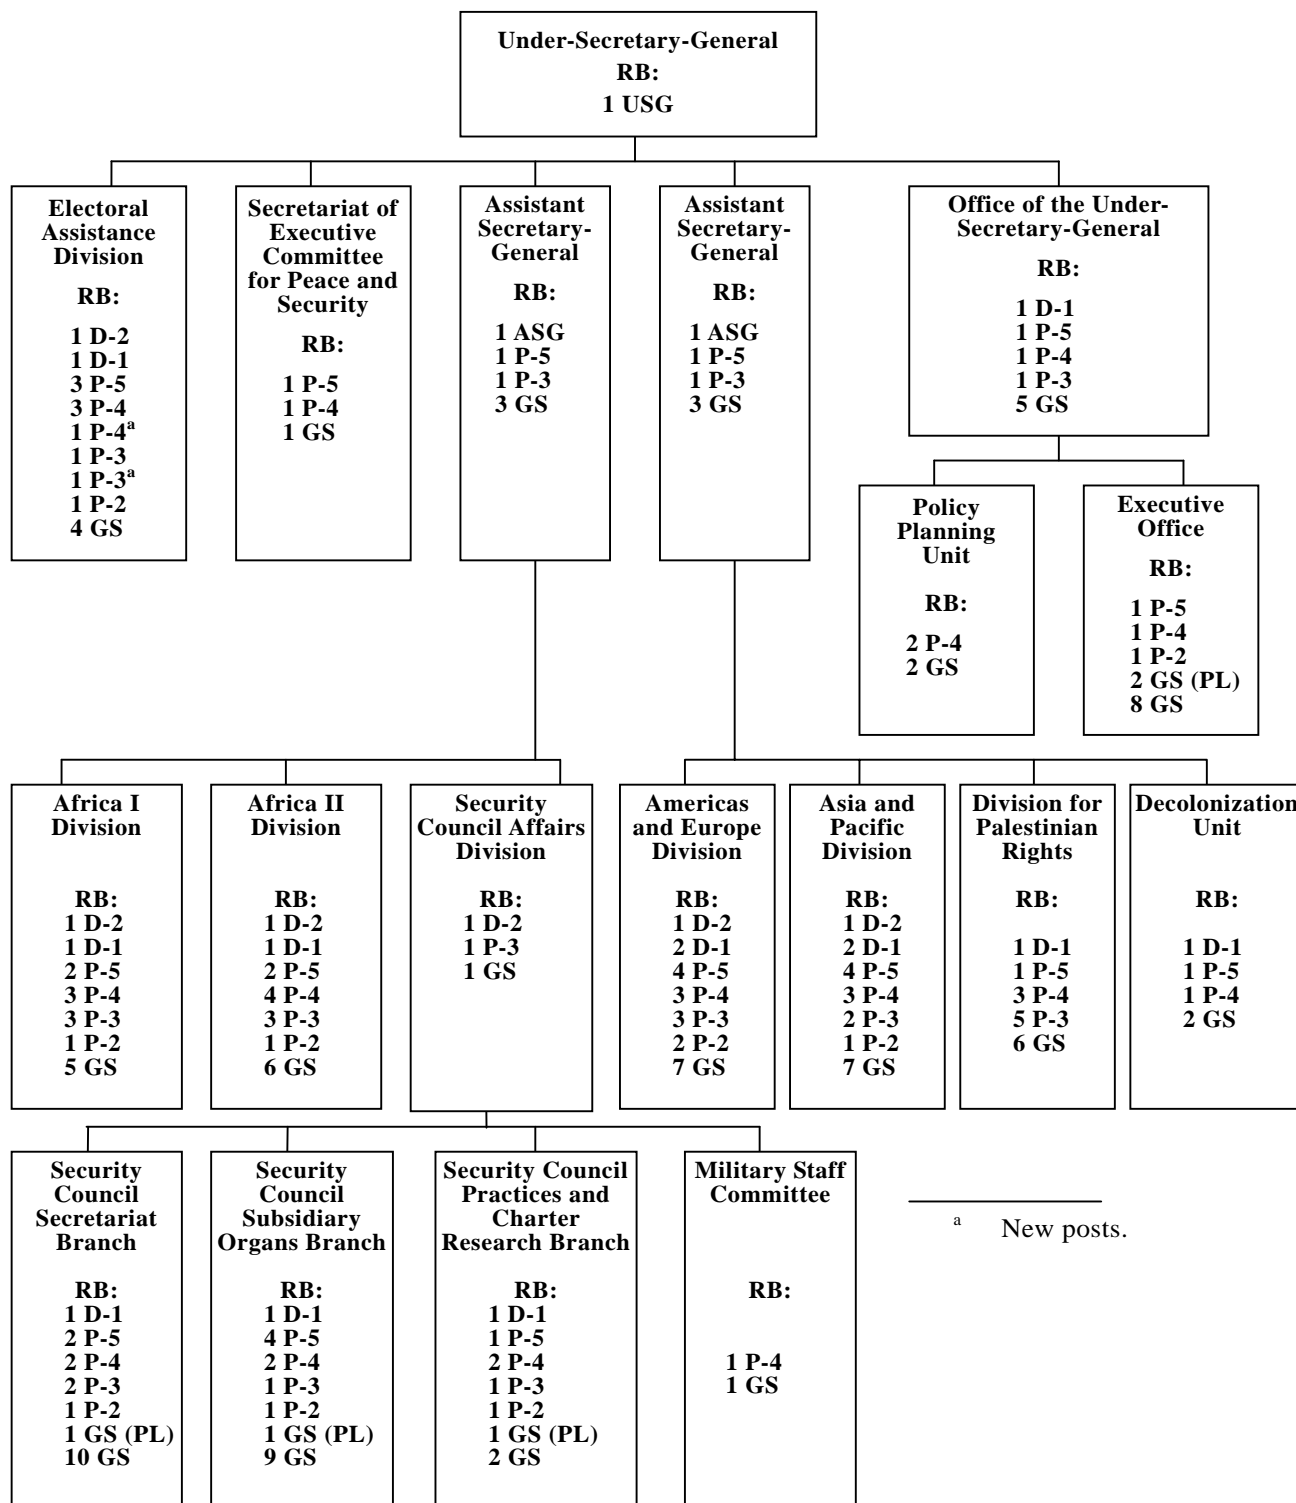 Under-Secretary-General
RB:
1 USG
Electoral
Assistance
Division
RB:
1 D-2
1 D-1
3 P-5
3 P-4
1 P-4a
1 P-3
1 P-3a
1 P-2
4 GS
Secretariat of
Executive
Committee
for Peace and
Security
RB:
1 P-5
1 P-4
1 GS
Assistant
Secretary-
General
RB:
1 ASG
1 P-5
1 P-3
3 GS
Assistant
Secretary-
General
RB:
1 ASG
1 P-5
1 P-3
3 GS
Office of the Under-
Secretary-General
RB:
1 D-1
1 P-5
1 P-4
1 P-3
5 GS
Policy
Planning
Unit
RB:
2 P-4
2 GS
Executive
Office
RB:
1 P-5
1 P-4
1 P-2
2 GS (PL)
8 GS
Africa I
Division
RB:
1 D-2
1 D-1
2 P-5
3 P-4
3 P-3
1 P-2
5 GS
Africa II
Division
RB:
1 D-2
1 D-1
2 P-5
4 P-4
3 P-3
1 P-2
6 GS
Security
Council Affairs
Division
RB:
1 D-2
1 P-3
1 GS
Americas
and Europe
Division
RB:
1 D-2
2 D-1
4 P-5
3 P-4
3 P-3
2 P-2
7 GS
Asia and
Pacific
Division
RB:
1 D-2
2 D-1
4 P-5
3 P-4
2 P-3
1 P-2
7 GS
Division for
Palestinian
Rights
RB:
1 D-1
1 P-5
3 P-4
5 P-3
6 GS
Decolonization
Unit
RB:
1 D-1
1 P-5
1 P-4
2 GS
Security
Council
Secretariat
Branch
RB:
1 D-1
2 P-5
2 P-4
2 P-3
1 P-2
1 GS (PL)
10 GS
Security
Council
Subsidiary
Organs Branch
RB:
1 D-1
4 P-5
2 P-4
1 P-3
1 P-2
1 GS (PL)
9 GS
Security Council
Practices and
Charter
Research Branch
RB:
1 D-1
1 P-5
2 P-4
1 P-3
1 P-2
1 GS (PL)
2 GS
Military Staff
Committee
RB:
1 P-4
1 GS
a New posts.